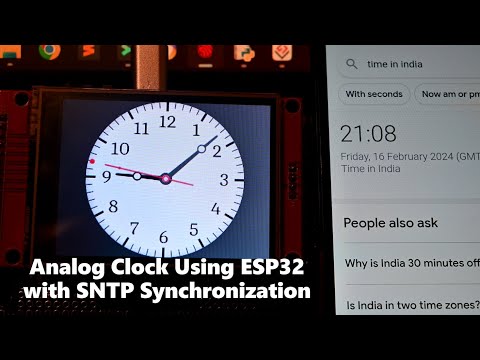 12
11
1
10
2
9
3
8
4
7
5
6
time in india
With seconds
Now am or pm
21:08
Friday, 16 February 2024 (GMT
Time in India
People also ask
Why is India 30 minutes off
Is India in two time zones?
Analog Clock Using ESP32
with SNTP Synchronization